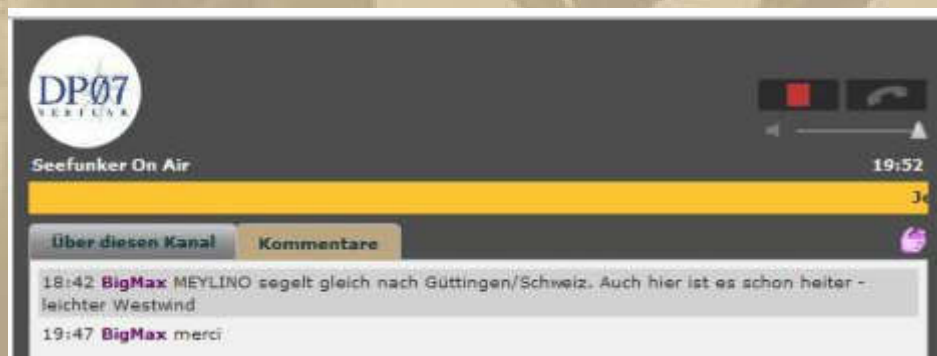 DPØ7
SEEFUNK
Seefunker On Air
19:52
Je
Über diesen Kanal
Kommentare
18:42 BigMax MEYLINO segelt gleich nach Güttingen/Schweiz. Auch hier ist es schon heiter -
leichter Westwind
19:47 BigMax merci